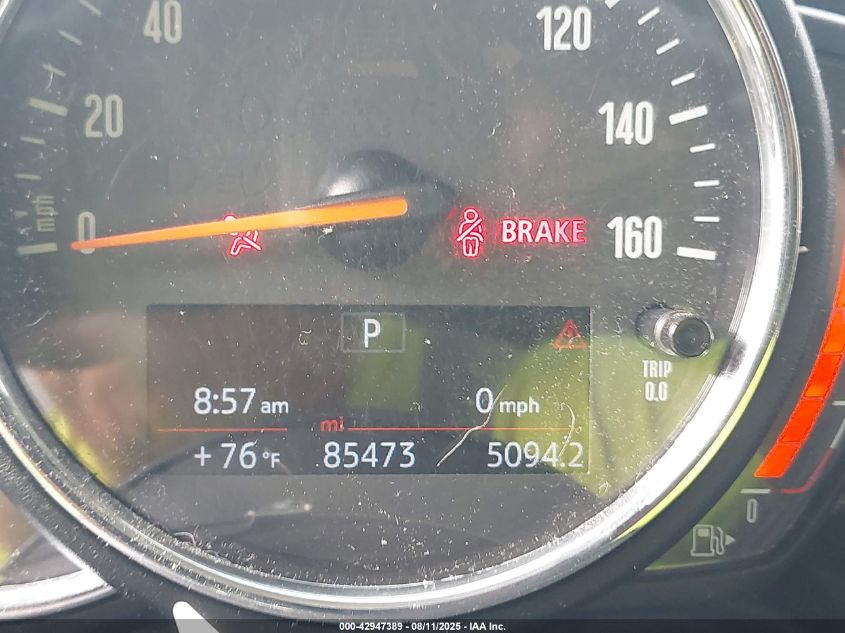 40
120
20
140
mph
0
BRAKE
160
P
TRIP
0.0
8:57 am
0 mph
mi
+76 °F
85473
5094.2
0
000-42947389 - 08/11/2025 - IAA Inc.